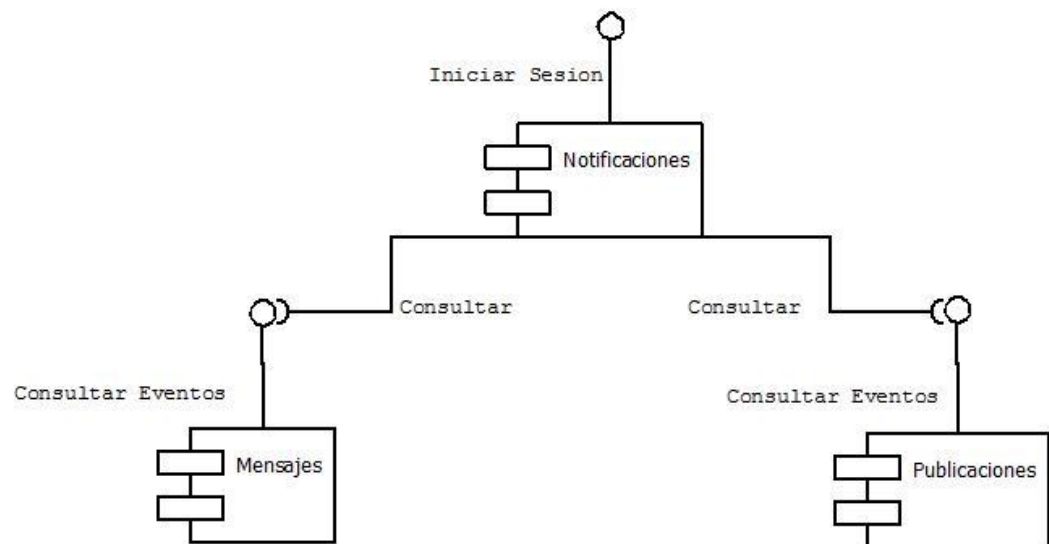 Iniciar Sesion
Notificaciones
Consultar
Consultar
Consultar Eventos
Consultar Eventos
Mensajes
Publicaciones